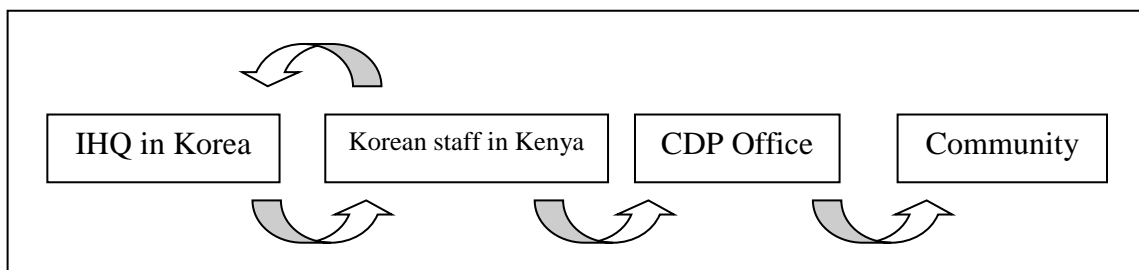 IHQ in Korea
Korean staff in Kenya
CDP Office
Community